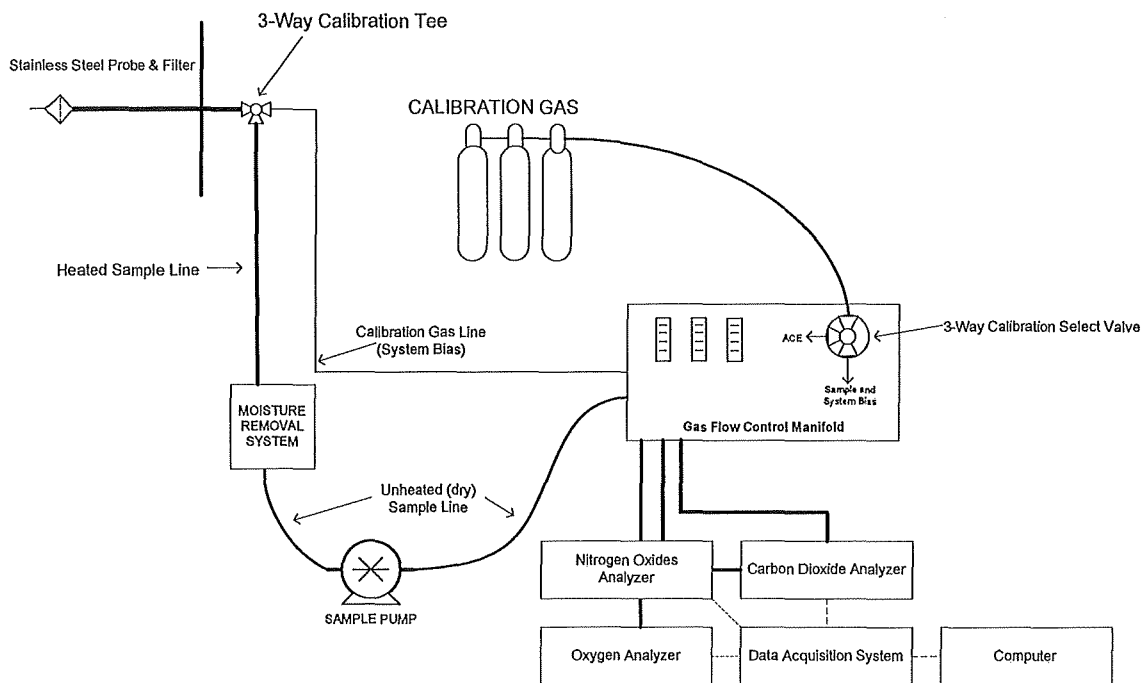 3-Way Calibration Tee
Stainless Steel Probe & Filter
CALIBRATION GAS
Heated Sample Line
Calibration Gas Line
(System Bias)
3-Way Calibration Select Valve
ACE
Sample and
System Bias
Gas Flow Control Manifold
MOISTURE
REMOVAL
SYSTEM
Unheated (dry)
Sample Line
SAMPLE PUMP
Nitrogen Oxides
Analyzer
Carbon Dioxide Analyzer
Oxygen Analyzer
Data Acquisition System
Computer